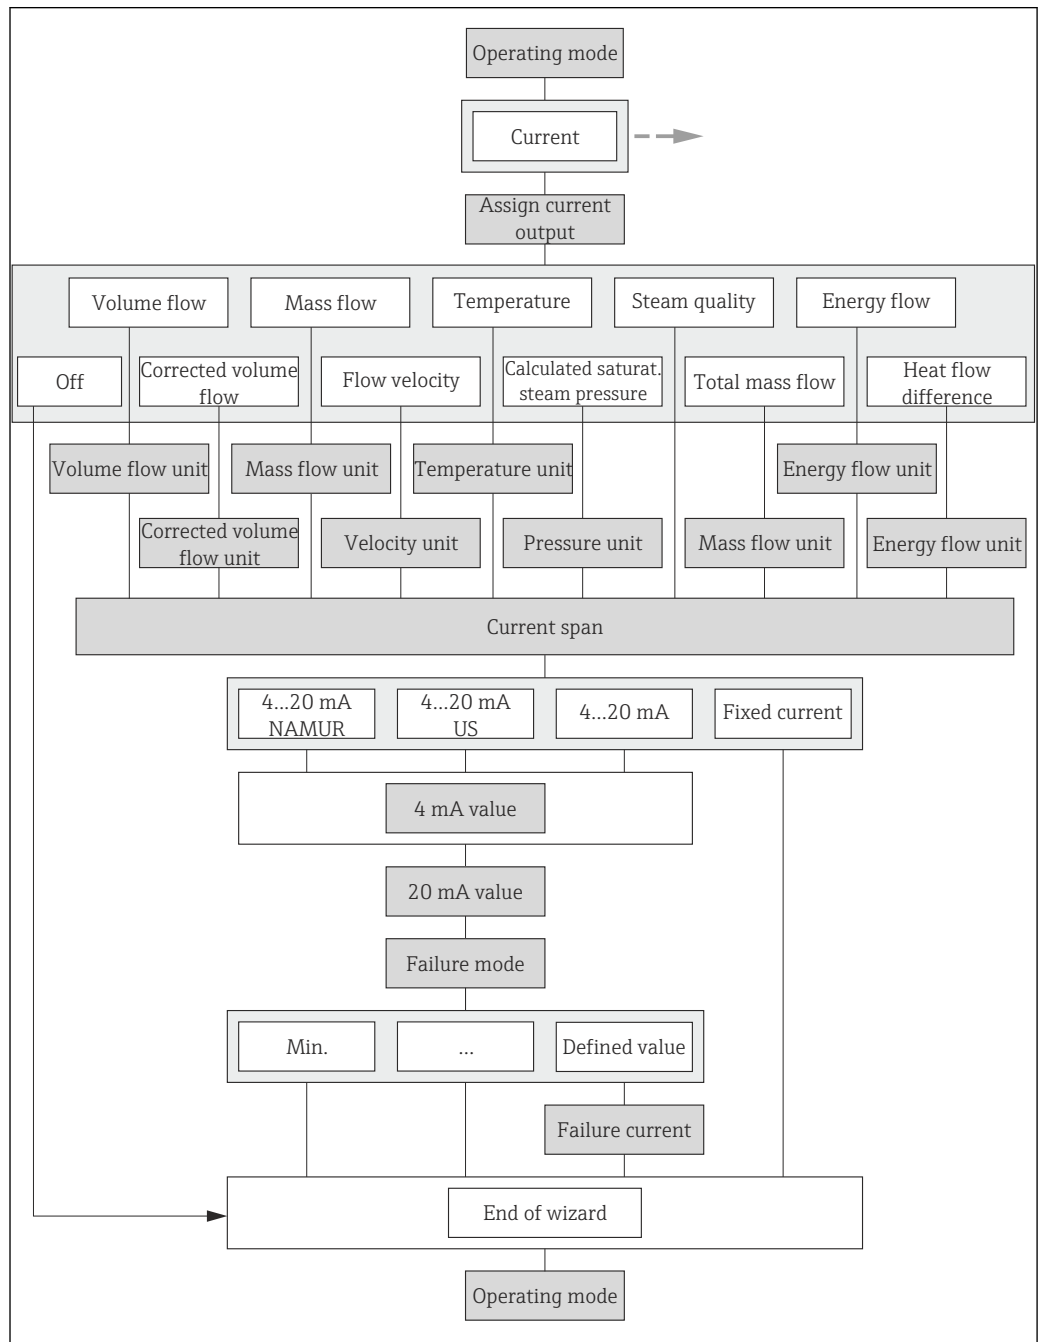 Operating mode
Current
Assign current
output
Volume flow
Mass flow
Temperature
Steam quality
Energy flow
Off
Corrected volume
flow
Flow velocity
Calculated saturat.
steam pressure
Total mass flow
Heat flow
difference
Volume flow unit
Mass flow unit
Temperature unit
Energy flow unit
Corrected volume
flow unit
Velocity unit
Pressure unit
Mass flow unit
Energy flow unit
Current span
4...20 mA
NAMUR
4...20 mA
US
4...20 mA
Fixed current
4 mA value
20 mA value
Failure mode
Min.
...
Defined value
Failure current
End of wizard
Operating mode